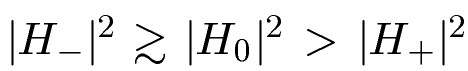 |H₋|² ≳ |H₀|² > |H₊|²